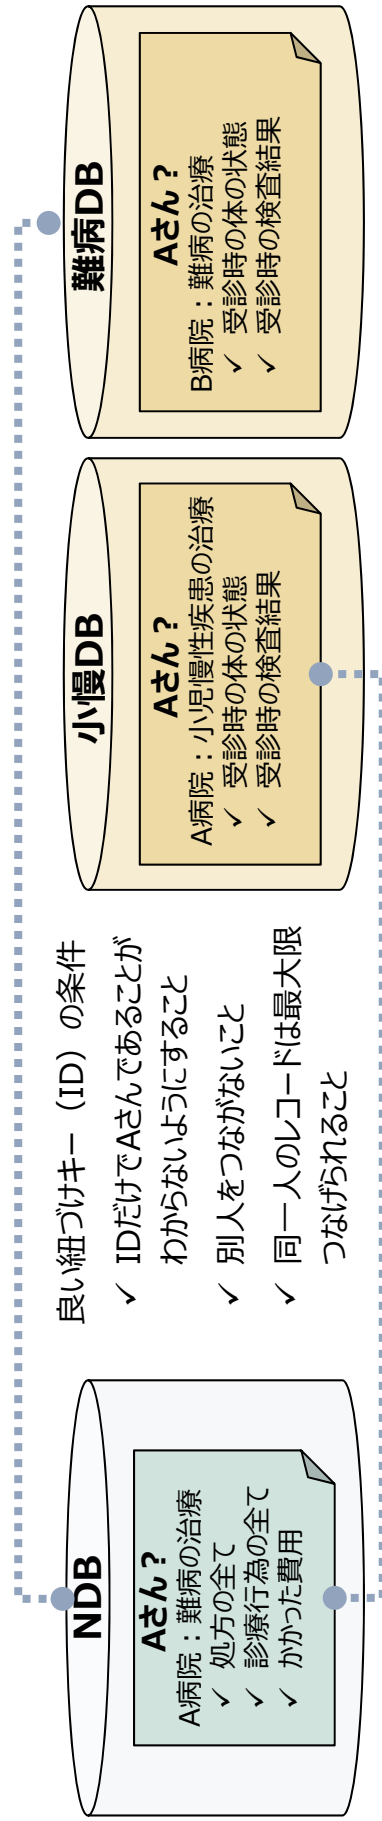 NDB
Aさん？
A病院：難病の治療
✓ 処方の全て
✓ 診療行為の全て
✓ かかった費用
良い紐づけキー（ID）の条件
✓ IDだけでAさんであることが
わからないようにすること
✓ 別人をつながないこと
✓ 同一人のレコードは最大限
つなげられること
小慢DB
Aさん？
A病院：小児慢性疾患の治療
✓ 受診時の体の状態
✓ 受診時の検査結果
難病DB
Aさん？
B病院：難病の治療
✓ 受診時の体の状態
✓ 受診時の検査結果